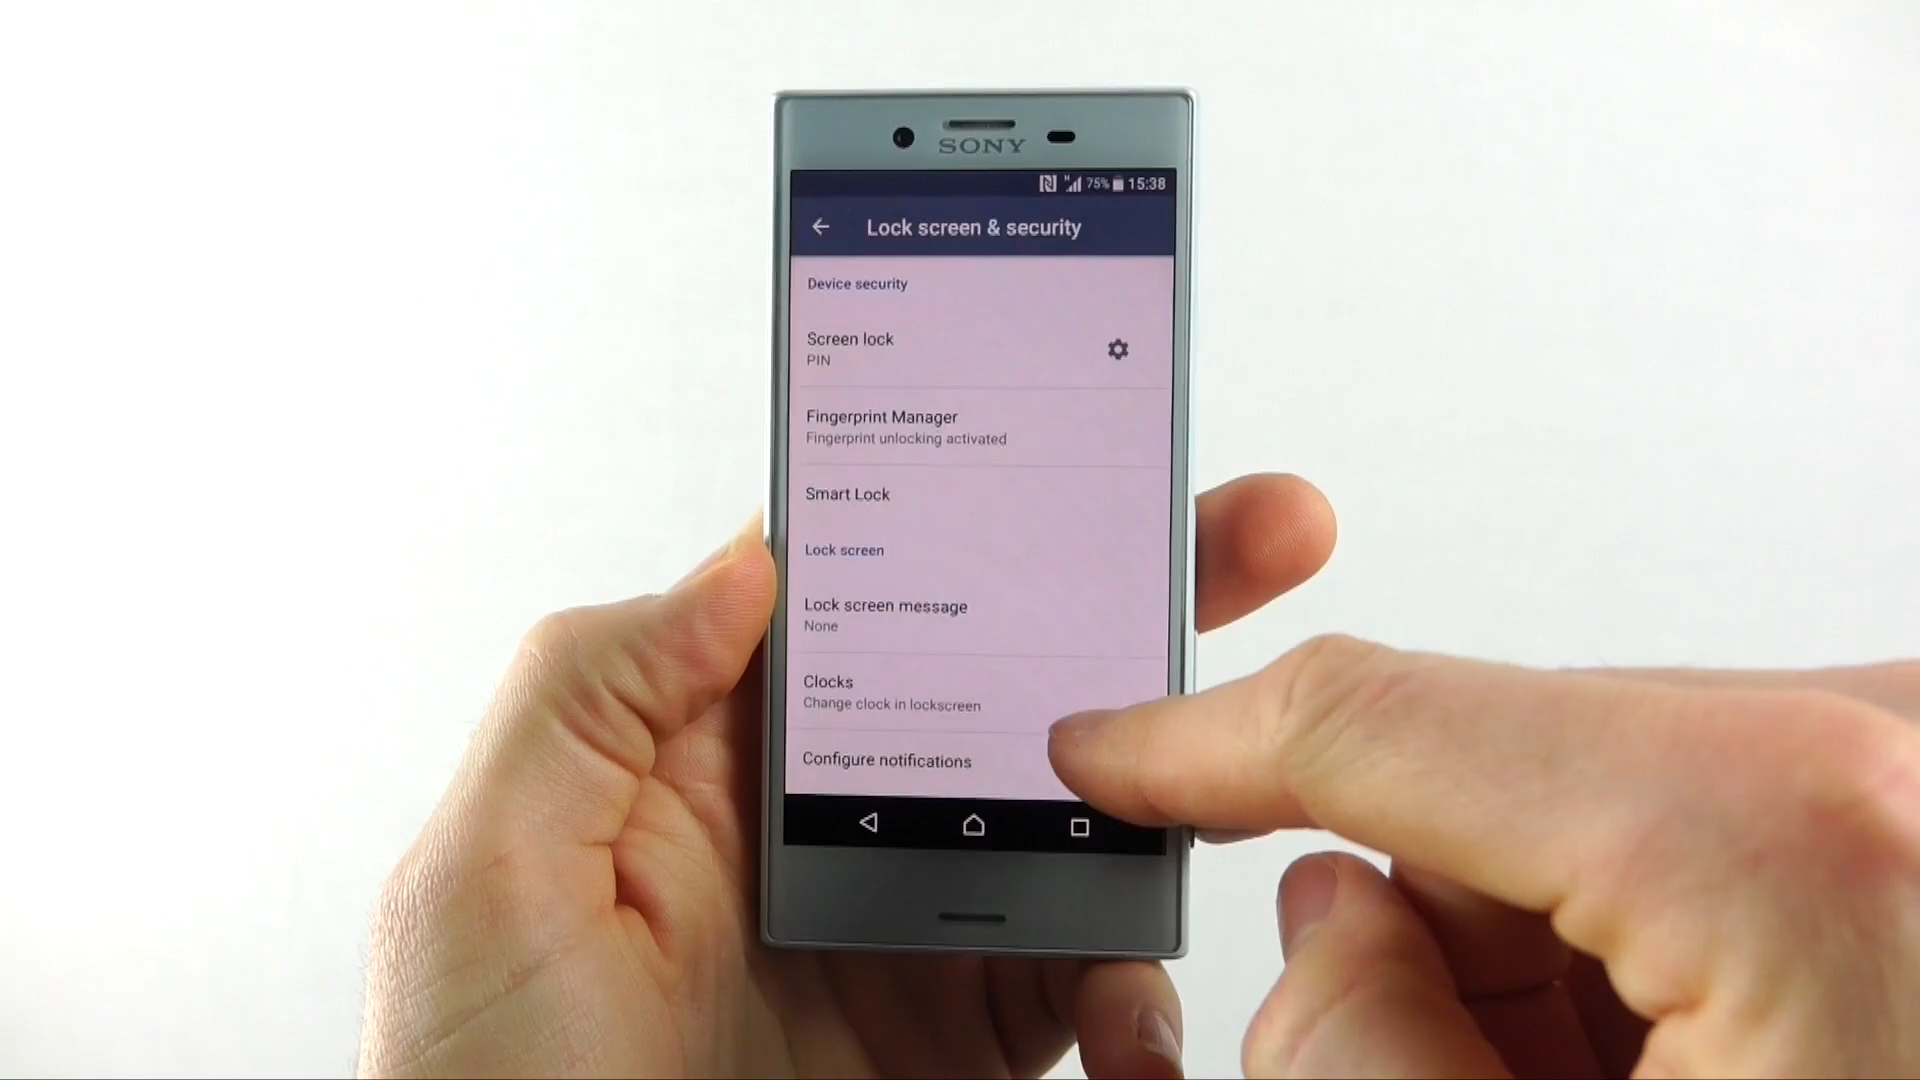 SONY
75% 15:38
Lock screen & security
Device security
Screen lock
PIN
Fingerprint Manager
Fingerprint unlocking activated
Smart Lock
Lock screen
Lock screen message
None
Clocks
Change clock in lockscreen
Configure notifications